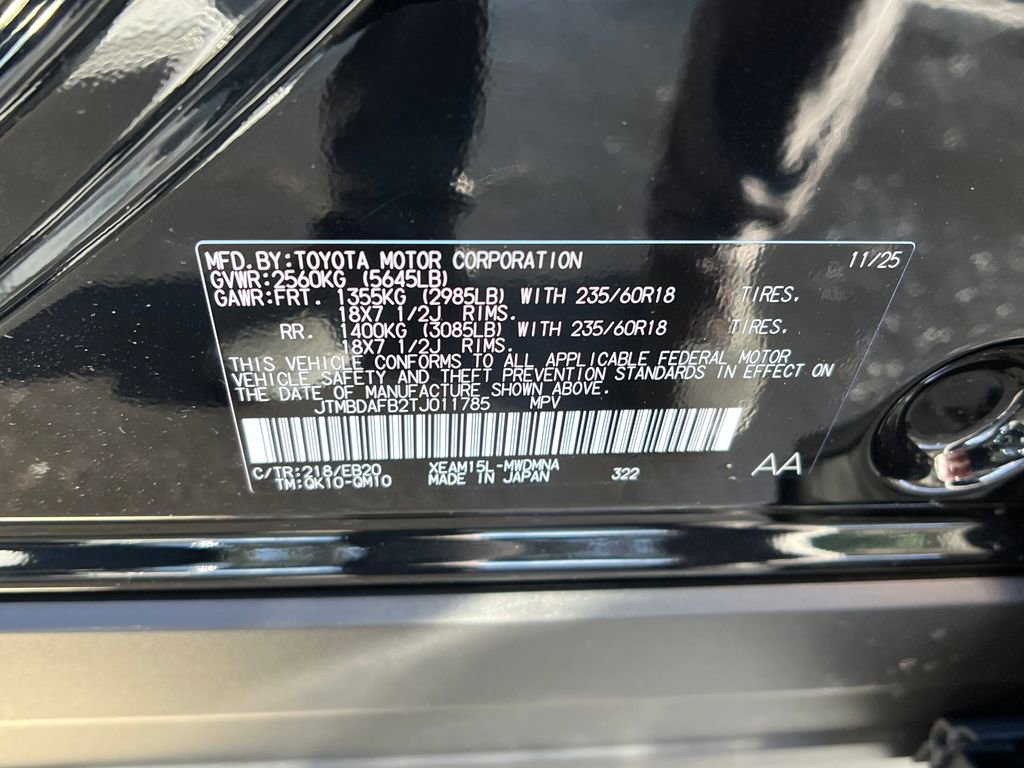 MFD. BY: TOYOTA MOTOR CORPORATION 11/25
GVWR: 2560KG (5645LB)
GAWR: FRT. 1355KG (2985LB) WITH 235/60R18 TIRES.
18X7 1/2J RIMS.
RR. 1400KG (3085LB) WITH 235/60R18 TIRES.
18X7 1/2J RIMS.
THIS VEHICLE CONFORMS TO ALL APPLICABLE FEDERAL MOTOR
VEHICLE SAFETY AND THEFT PREVENTION STANDARDS IN EFFECT ON
THE DATE OF MANUFACTURE SHOWN ABOVE.
JTMBDAFB2TJ011785 MPV
C/TR: 218/EB20 XEAM15L-MWDMNA
TM: QK10-QM10 MADE IN JAPAN 322 AA